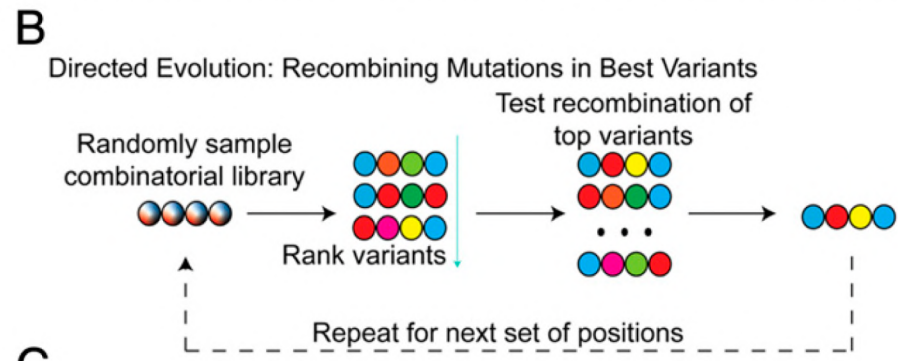 B
Directed Evolution: Recombining Mutations in Best Variants
Randomly sample
combinatorial library
Rank variants
Test recombination of
top variants
Repeat for next set of positions